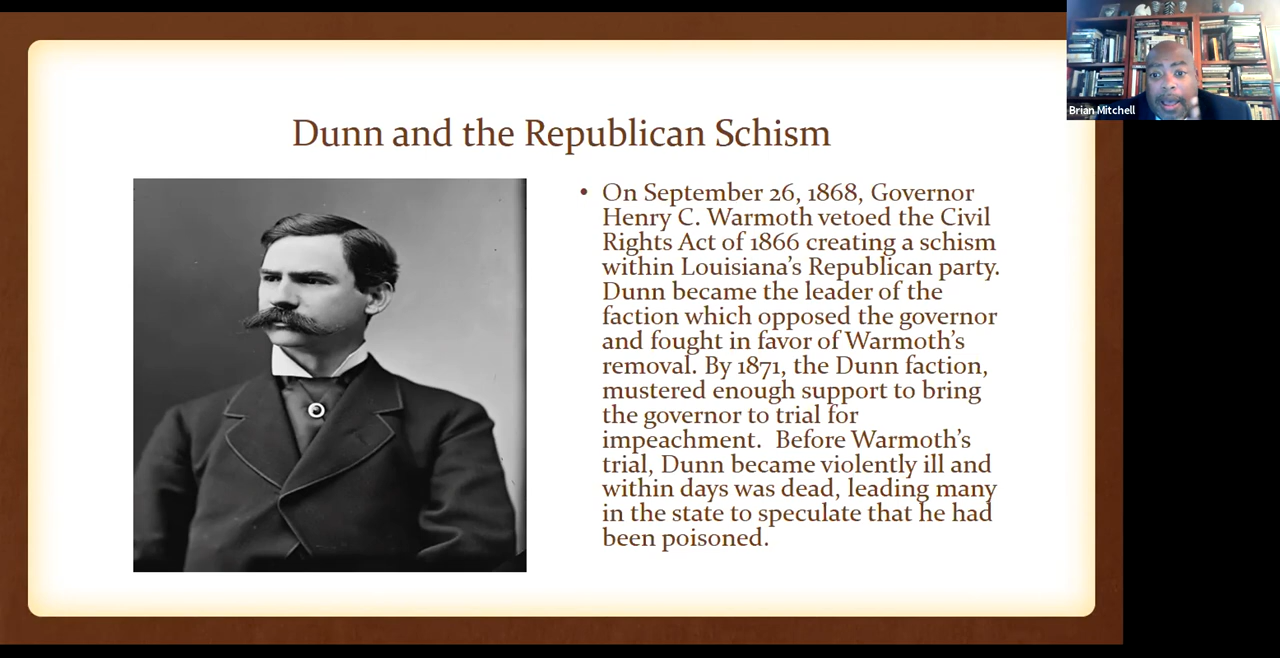 Brian Mitchell
Dunn and the Republican Schism
• On September 26, 1868, Governor
Henry C. Warmoth vetoed the Civil
Rights Act of 1866 creating a schism
within Louisiana’s Republican party.
Dunn became the leader of the
faction which opposed the governor
and fought in favor of Warmoth’s
removal. By 1871, the Dunn faction,
mustered enough support to bring
the governor to trial for
impeachment.  Before Warmoth’s
trial, Dunn became violently ill and
within days was dead, leading many
in the state to speculate that he had
been poisoned.